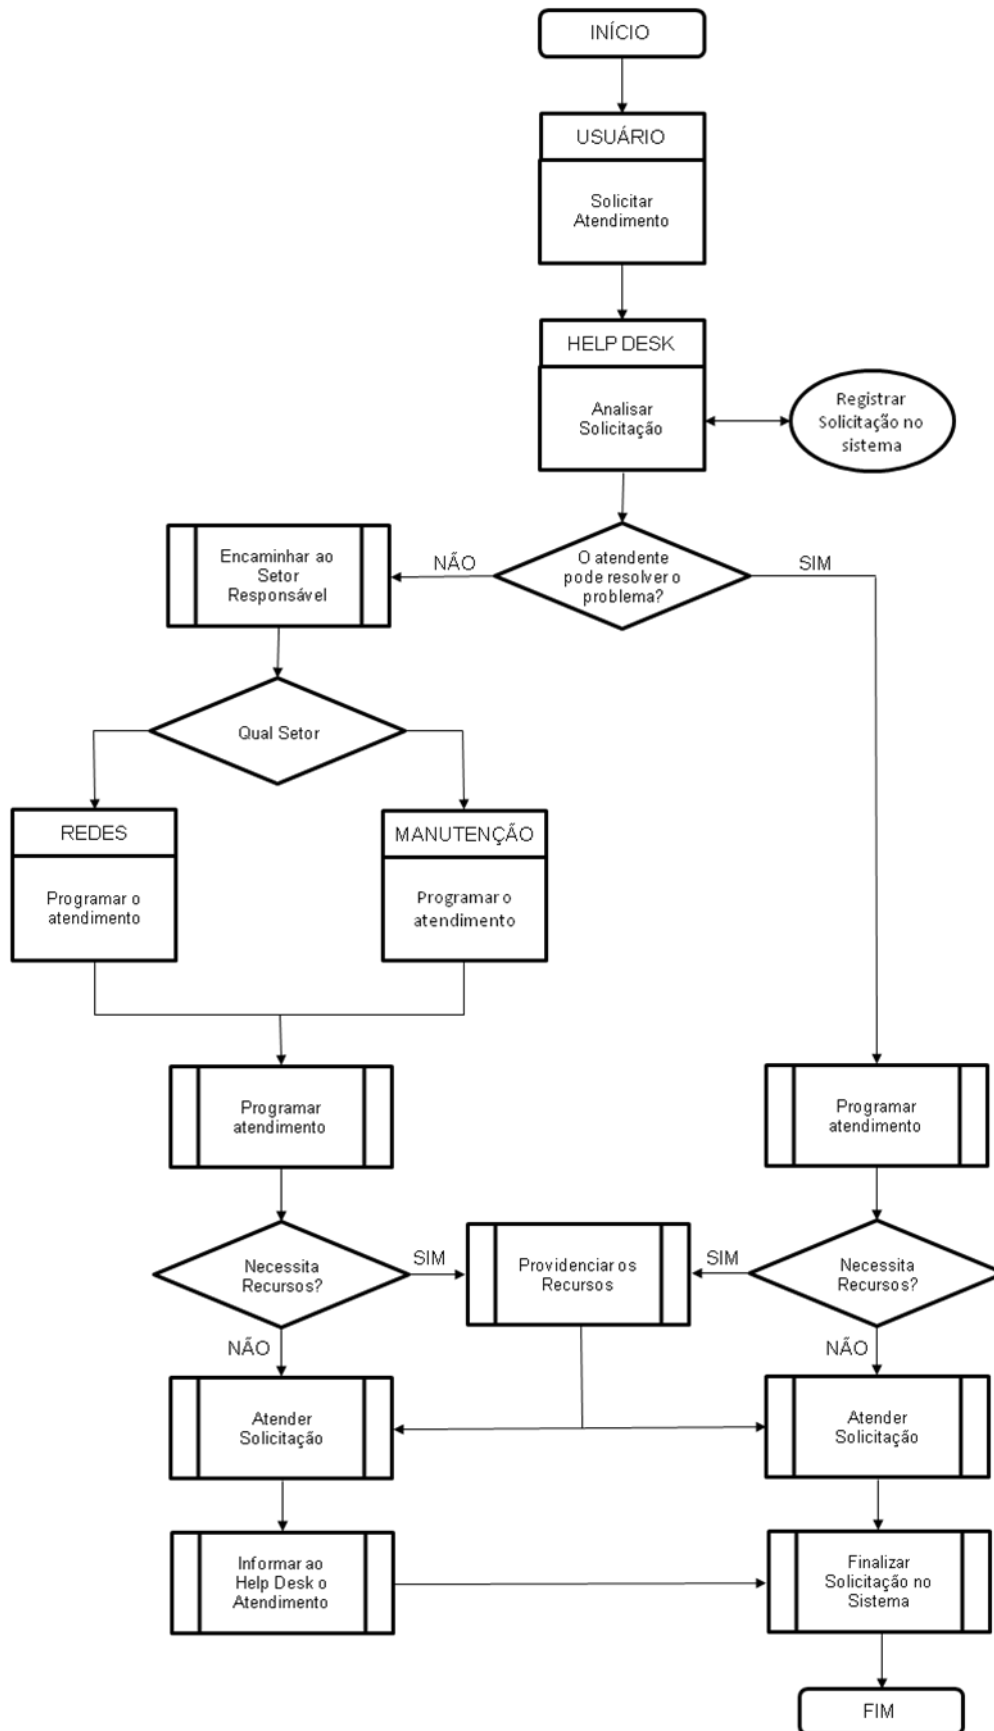 INÍCIO
USUÁRIO
Solicitar
Atendimento
HELP DESK
Analisar
Solicitação
Registrar
Solicitação no
sistema
O atendente
pode resolver o
problema?
NÃO
SIM
Encaminhar ao
Setor
Responsável
Qual Setor
REDES
Programar o
atendimento
MANUTENÇÃO
Programar o
atendimento
Programar
atendimento
Programar
atendimento
Necessita
Recursos?
SIM
Providenciar os
Recursos
SIM
Necessita
Recursos?
NÃO
NÃO
Atender
Solicitação
Atender
Solicitação
Informar ao
Help Desk o
Atendimento
Finalizar
Solicitação no
Sistema
FIM